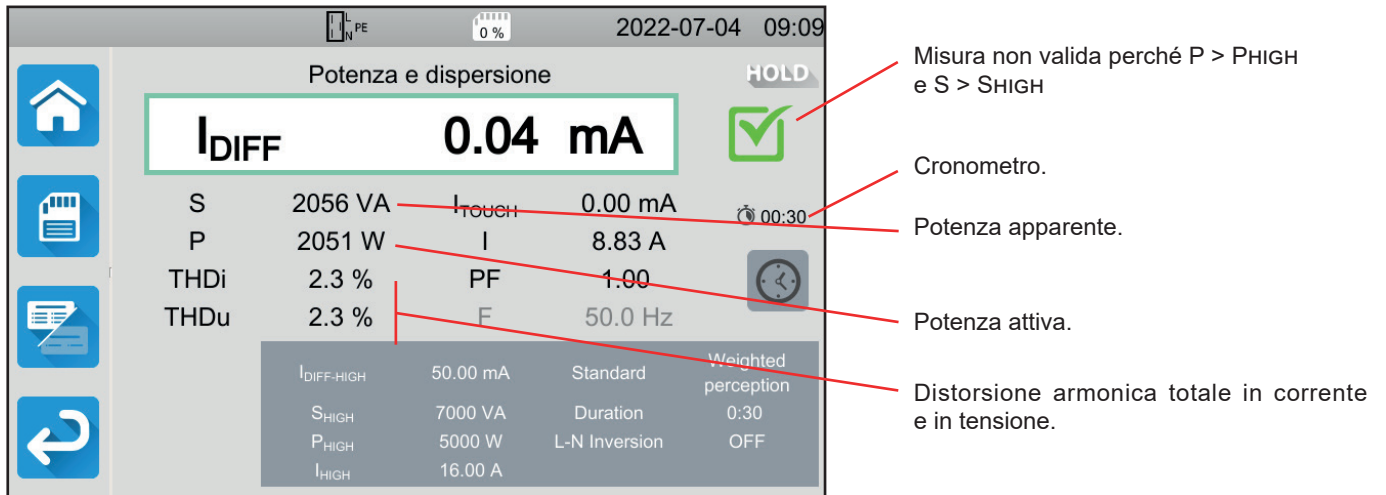 L
N PE
0 %
2022-07-04 09:09
Potenza e dispersione
HOLD
IDIFF 0.04 mA
S 2056 VA ITOUCH 0.00 mA
00:30
P 2051 W I 8.83 A
THDi 2.3 % PF 1.00
THDu 2.3 % F 50.0 Hz
IDIFF-HIGH 50.00 mA Standard Weighted
perception
SHIGH 7000 VA Duration 0:30
PHIGH 5000 W L-N Inversion OFF
IHIGH 16.00 A
Misura non valida perché P > PHIGH
e S > SHIGH
Cronometro.
Potenza apparente.
Potenza attiva.
Distorsione armonica totale in corrente
e in tensione.